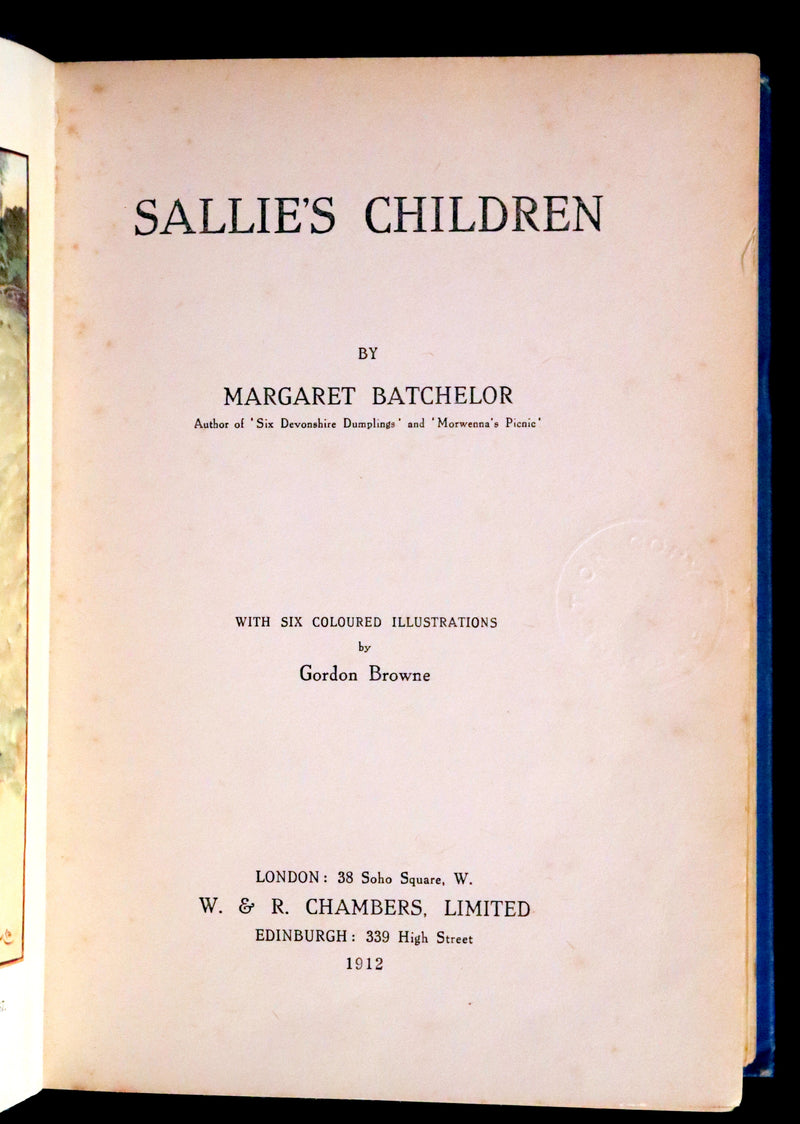 SALLIE'S CHILDREN
BY
MARGARET BATCHELOR
Author of 'Six Devonshire Dumplings' and 'Morwenna's Picnic'
WITH SIX COLOURED ILLUSTRATIONS
by
Gordon Browne
LONDON: 38 Soho Square, W.
W. & R. CHAMBERS, LIMITED
EDINBURGH: 339 High Street
1912